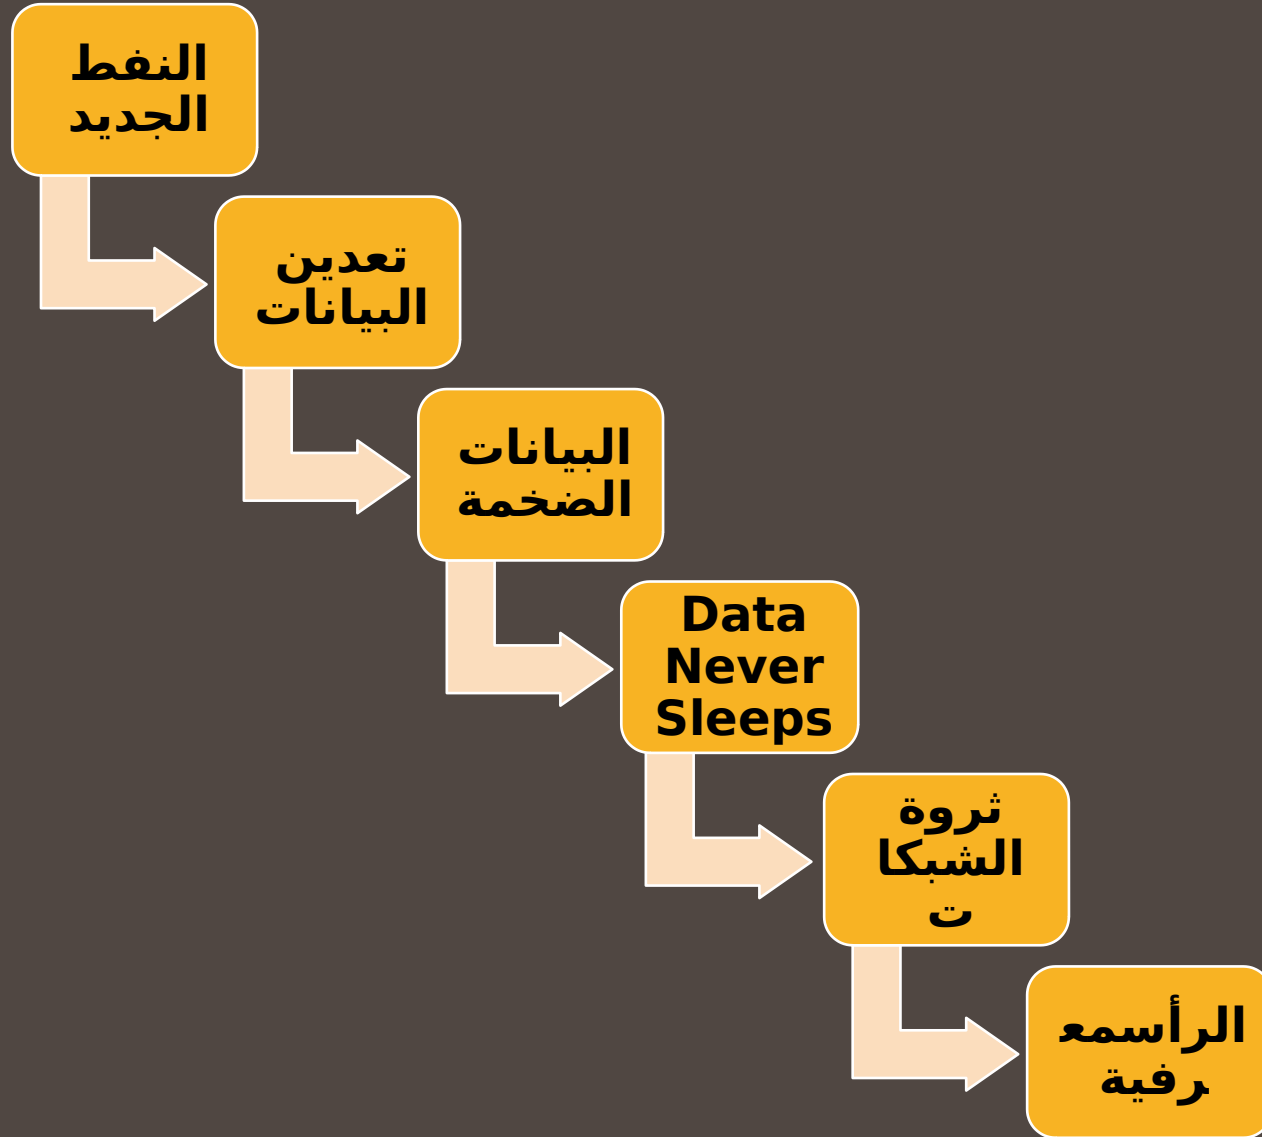 النفط
الجديد
تعدين
البيانات
البيانات
الضخمة
Data
Never
Sleeps
ثروة
الشبكا
ت
الرأسمع
رفية